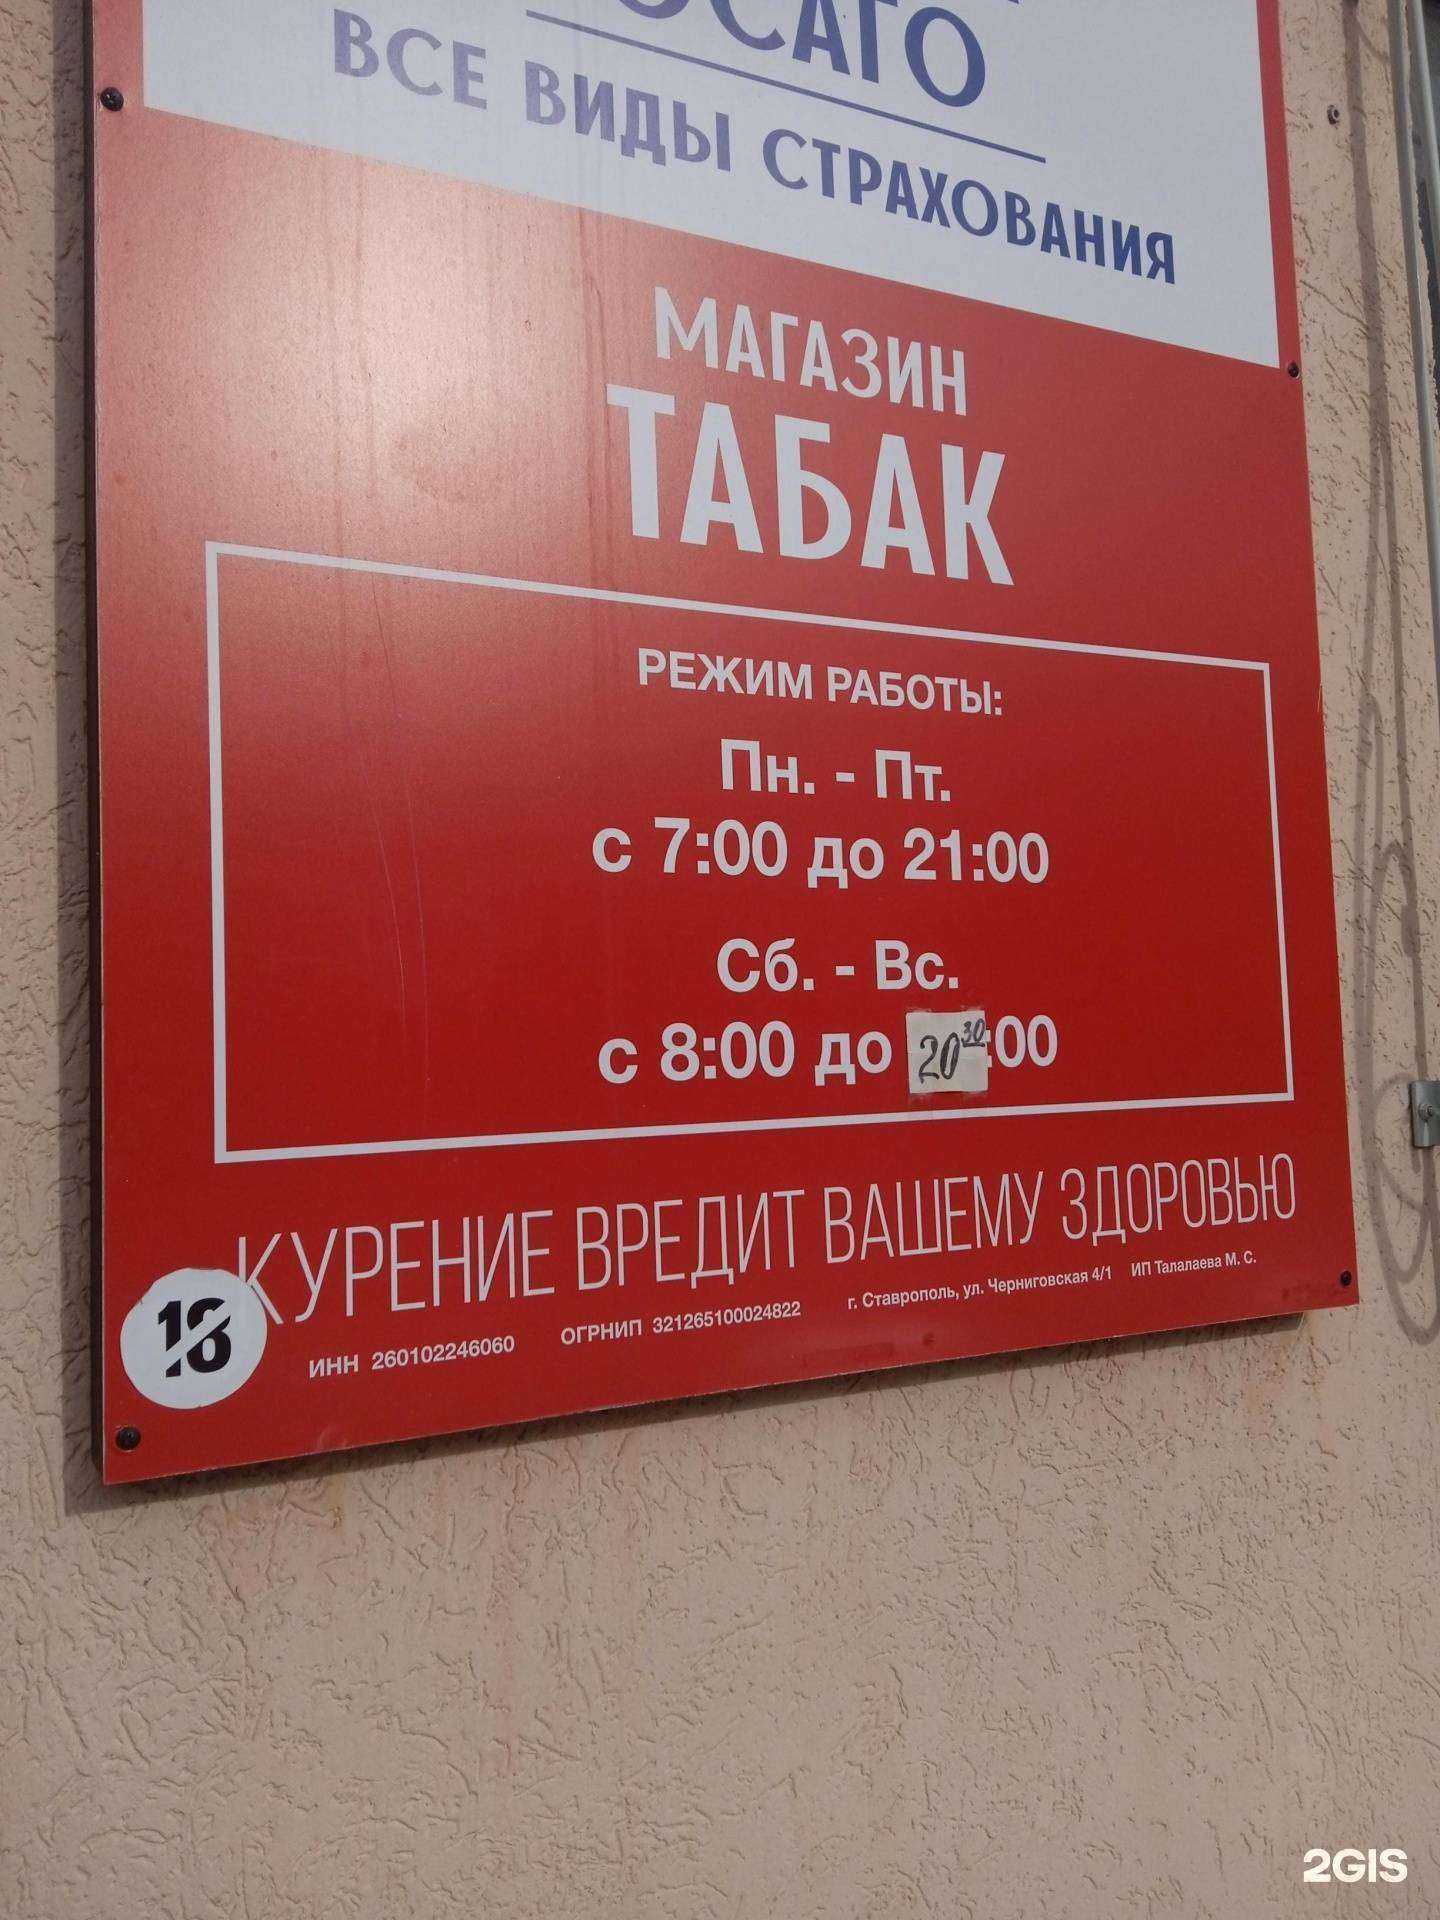 ОСАГО
ВСЕ ВИДЫ СТРАХОВАНИЯ
МАГАЗИН
ТАБАК
РЕЖИМ РАБОТЫ:
Пн. - Пт.
с 7:00 до 21:00
Сб. - Вс.
с 8:00 до 20 30 :00
КУРЕНИЕ ВРЕДИТ ВАШЕМУ ЗДОРОВЬЮ
18
ИНН 260102246060 ОГРНИП 321265100024822 г. Ставрополь, ул. Черниговская 4/1 ИП Талалаева М. С.
2GIS